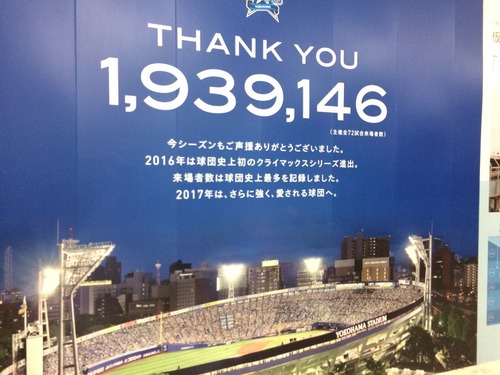 THANK YOU
1,939,146
(主催全72試合来場者数)
今シーズンもご声援ありがとうございました。
2016年は球団史上初のクライマックスシリーズ進出。
来場者数は球団史上最多を記録しました。
2017年は、さらに強く、愛される球団へ。
YOKOHAMA STADIUM